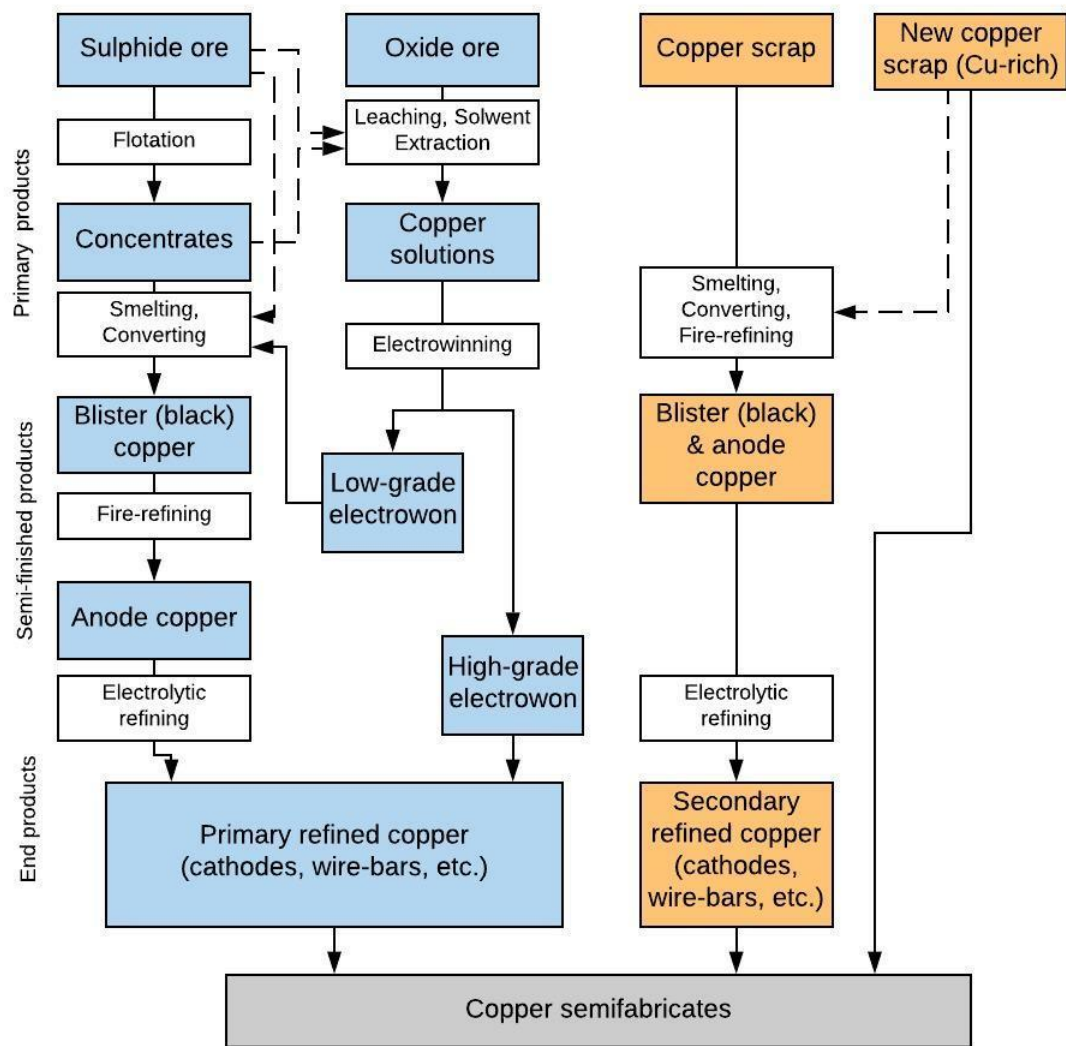 Sulphide ore
Oxide ore
Copper scrap
New copper
scrap (Cu-rich)
Flotation
Leaching, Solwent
Extraction
Primary products
Concentrates
Copper
solutions
Smelting,
Converting
Electrowinning
Smelting,
Converting,
Fire-refining
Blister (black)
copper
Low-grade
electrowon
Blister (black)
& anode
copper
Semi-finished products
Fire-refining
Anode copper
High-grade
electrowon
Electrolytic
refining
Electrolytic
refining
End products
Primary refined copper
(cathodes, wire-bars, etc.)
Secondary
refined copper
(cathodes,
wire-bars, etc.)
Copper semifabricates